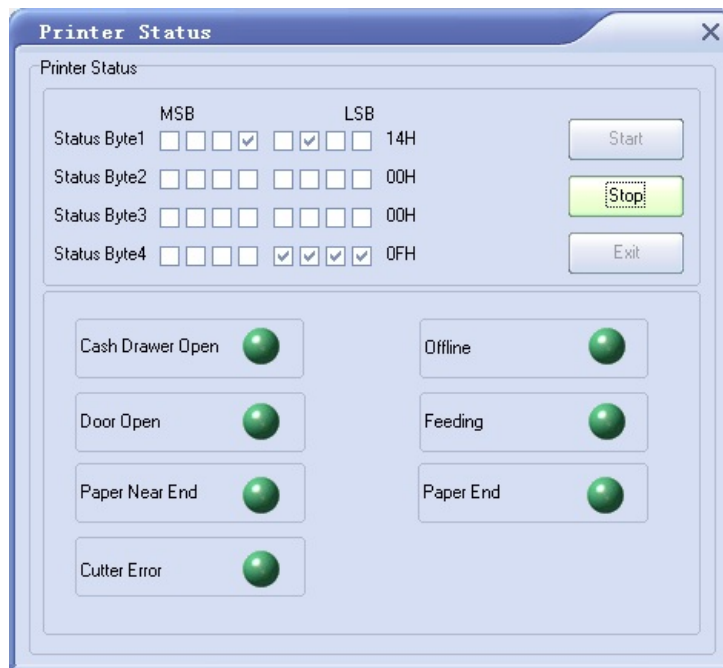 Printer Status
Printer Status
MSB LSB
Status Byte1 14H
Status Byte2 00H
Status Byte3 00H
Status Byte4 0FH
Start
Stop
Exit
Cash Drawer Open
Offline
Door Open
Feeding
Paper Near End
Paper End
Cutter Error